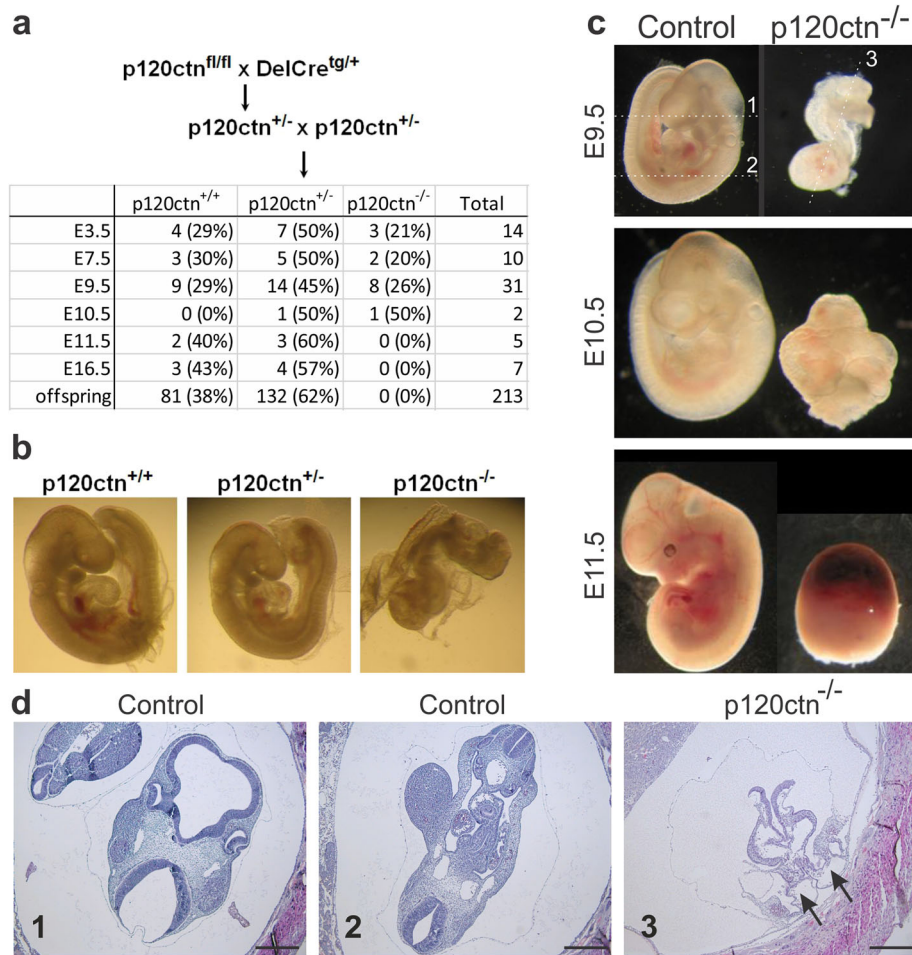 a
p120ctn^fl/fl x DelCre^tg/+
p120ctn^+/- x p120ctn^+/-
p120ctn^+/+ p120ctn^+/- p120ctn^-/- Total
E3.5 4 (29%) 7 (50%) 3 (21%) 14
E7.5 3 (30%) 5 (50%) 2 (20%) 10
E9.5 9 (29%) 14 (45%) 8 (26%) 31
E10.5 0 (0%) 1 (50%) 1 (50%) 2
E11.5 2 (40%) 3 (60%) 0 (0%) 5
E16.5 3 (43%) 4 (57%) 0 (0%) 7
offspring 81 (38%) 132 (62%) 0 (0%) 213
b
p120ctn^+/+ p120ctn^+/- p120ctn^-/-
c
Control p120ctn^-/-
E9.5
1
2
3
E10.5
E11.5
d
Control Control p120ctn^-/-
1 2 3